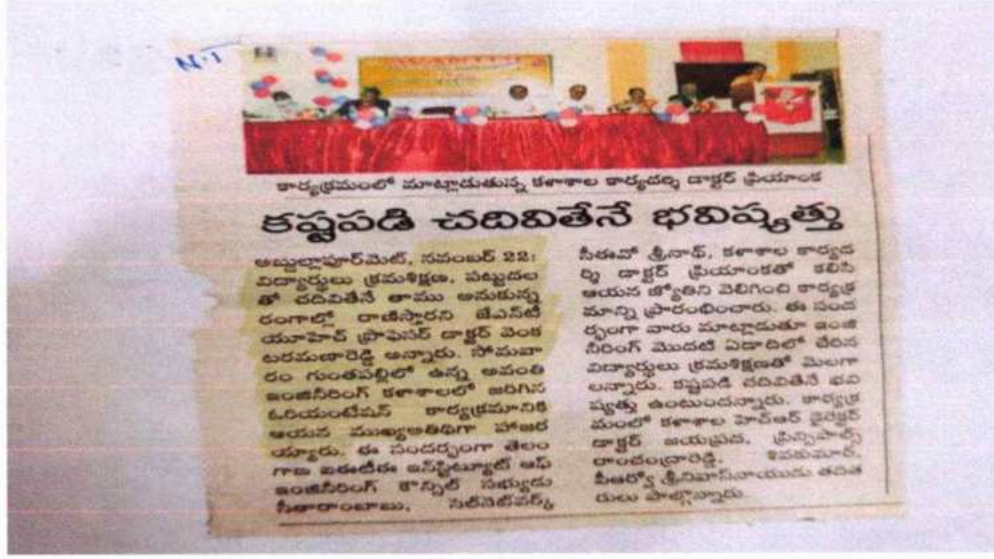 N.T
కార్యక్రమంలో మాట్లాడుతున్న కళాశాల కార్యదర్శి డాక్టర్ ప్రియాంక
కష్టపడి చదివితేనే భవిష్యత్తు
అబ్దుల్లాపూర్‌మెట్, నవంబర్ 22:
విద్యార్థులు క్రమశిక్షణ, పట్టుదల
తో చదివితేనే తాము అనుకున్న
రంగాల్లో రాణిస్తారని జేఎన్‌టీ
యూహెచ్ ప్రొఫెసర్ డాక్టర్ వెంక
టరమణారెడ్డి అన్నారు. సోమవా
రం గుంతపల్లిలో ఉన్న అవంతి
ఇంజినీరింగ్ కళాశాలలో జరిగిన
ఓరియంటేషన్ కార్యక్రమానికి
ఆయన ముఖ్యఅతిథిగా హాజర
య్యారు. ఈ సందర్భంగా తెలం
గాణ ఐఈటీఈ ఇన్‌స్టిట్యూట్ ఆఫ్
ఇంజినీరింగ్ కౌన్సిల్ సభ్యుడు
సీతారాంబాబు, సెల్‌నెట్‌వర్క్
సీఈవో శ్రీనాథ్, కళాశాల కార్యద
ర్శి డాక్టర్ ప్రియాంకతో కలిసి
ఆయన జ్యోతిని వెలిగించి కార్యక్ర
మాన్ని ప్రారంభించారు. ఈ సంద
ర్భంగా వారు మాట్లాడుతూ ఇంజి
నీరింగ్ మొదటి ఏడాదిలో చేరిన
విద్యార్థులు క్రమశిక్షణతో మెలగా
లన్నారు. కష్టపడి చదివితేనే భవి
ష్యత్తు ఉంటుందన్నారు. కార్యక్ర
మంలో కళాశాల హెచ్ఆర్ డైరెక్టర్
డాక్టర్ జయప్రద, ప్రిన్సిపాల్స్
రాంచంద్రారెడ్డి, శివకుమార్,
పీఆర్వో శ్రీనివాస్‌నాయుడు తదిత
రులు పాల్గొన్నారు.